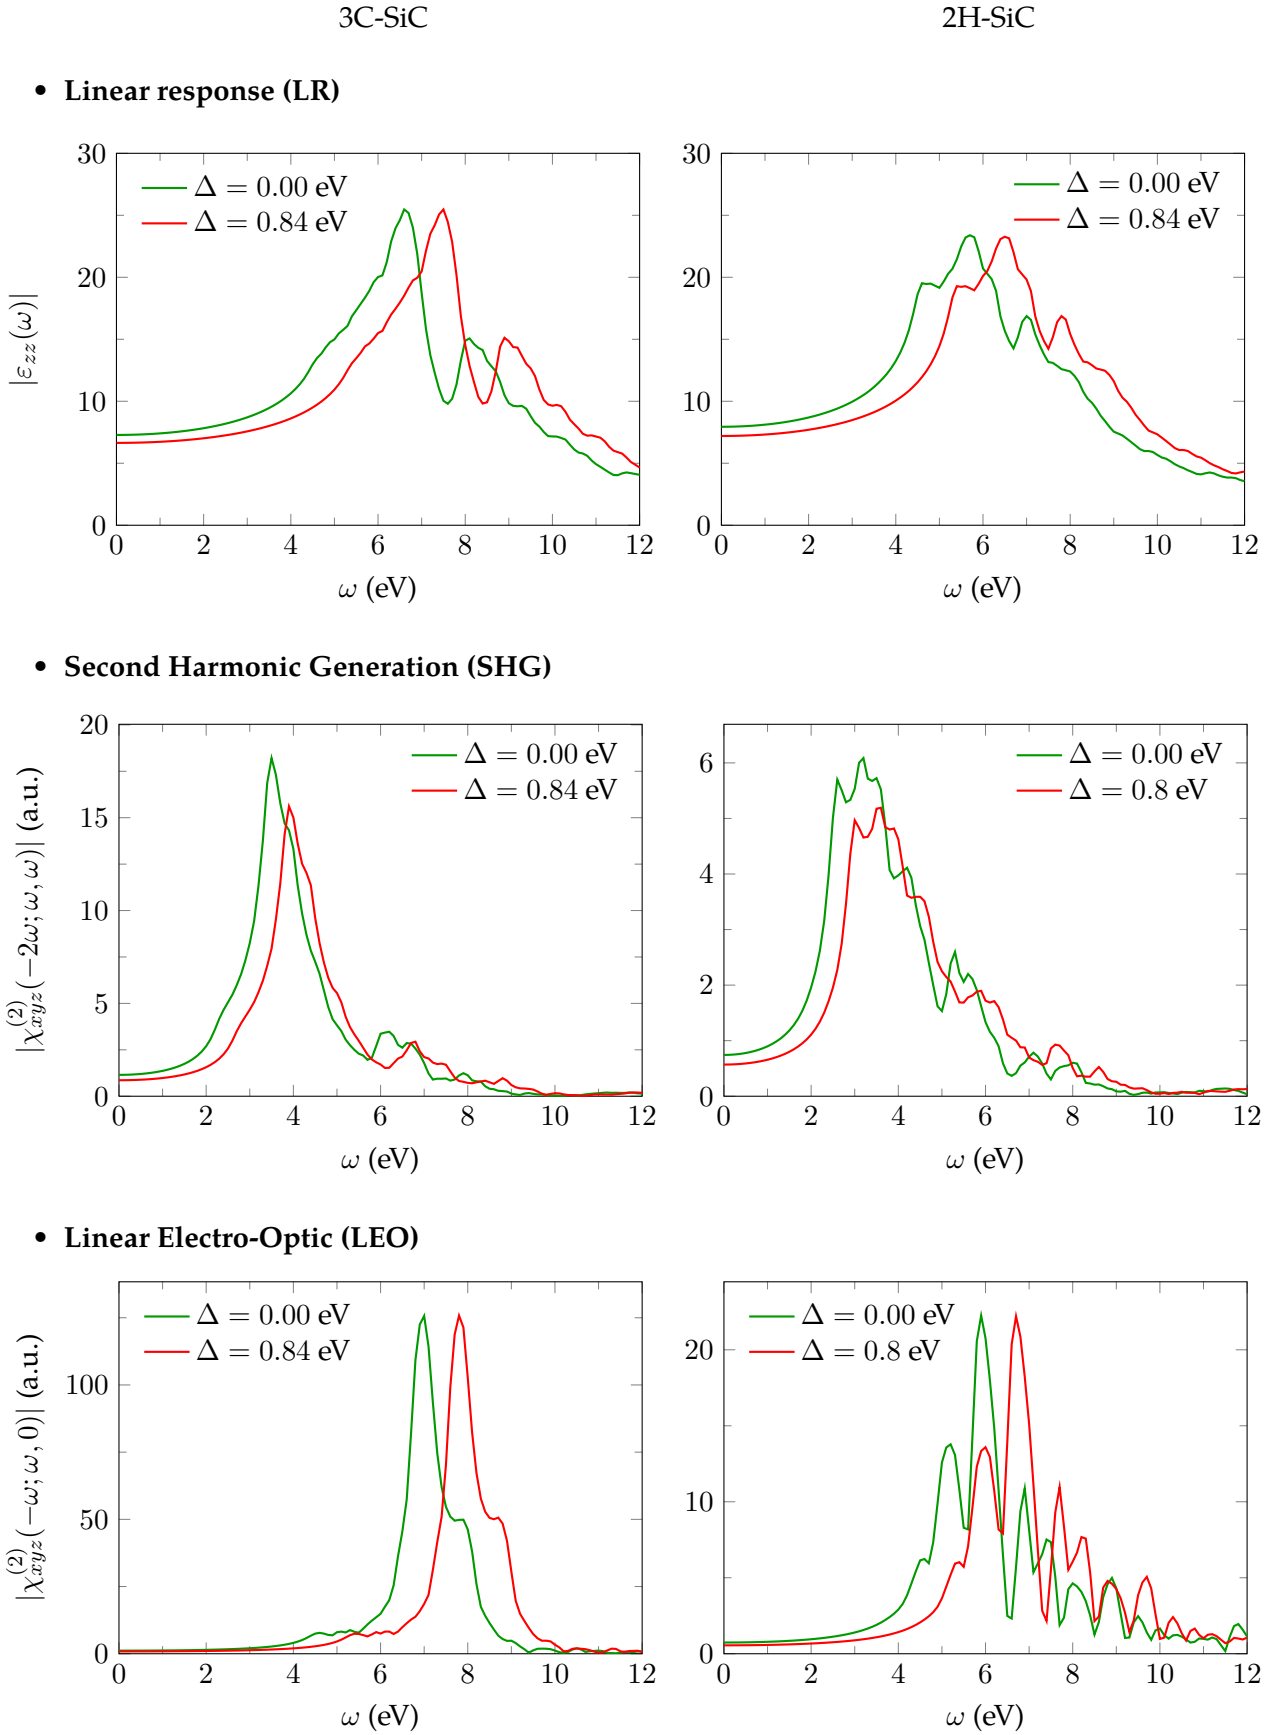 3C-SiC 2H-SiC
• Linear response (LR)
|ε_zz(ω)|
30
20
10
0
0 2 4 6 8 10 12
ω (eV)
Δ = 0.00 eV
Δ = 0.84 eV
30
20
10
0
0 2 4 6 8 10 12
ω (eV)
Δ = 0.00 eV
Δ = 0.84 eV
• Second Harmonic Generation (SHG)
|χ_xyz^(2)(−2ω; ω, ω)| (a.u.)
20
15
10
5
0
0 2 4 6 8 10 12
ω (eV)
Δ = 0.00 eV
Δ = 0.84 eV
6
4
2
0
0 2 4 6 8 10 12
ω (eV)
Δ = 0.00 eV
Δ = 0.8 eV
• Linear Electro-Optic (LEO)
|χ_xyz^(2)(−ω; ω, 0)| (a.u.)
100
50
0
0 2 4 6 8 10 12
ω (eV)
Δ = 0.00 eV
Δ = 0.84 eV
20
10
0
0 2 4 6 8 10 12
ω (eV)
Δ = 0.00 eV
Δ = 0.8 eV